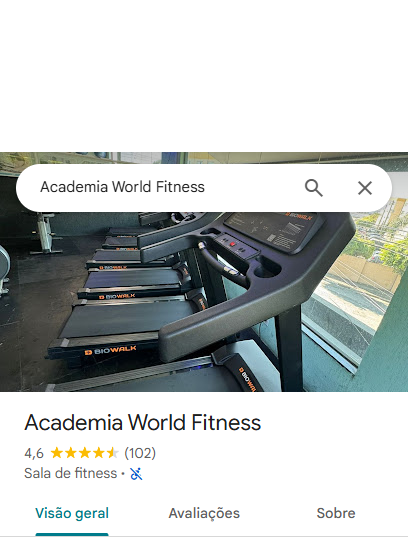 Academia World Fitness
BIOWALK
BIOWALK
BIOWALK
BIOWALK
BIOWALK
Academia World Fitness
4,6 (102)
Sala de fitness ·
Visão geral Avaliações Sobre